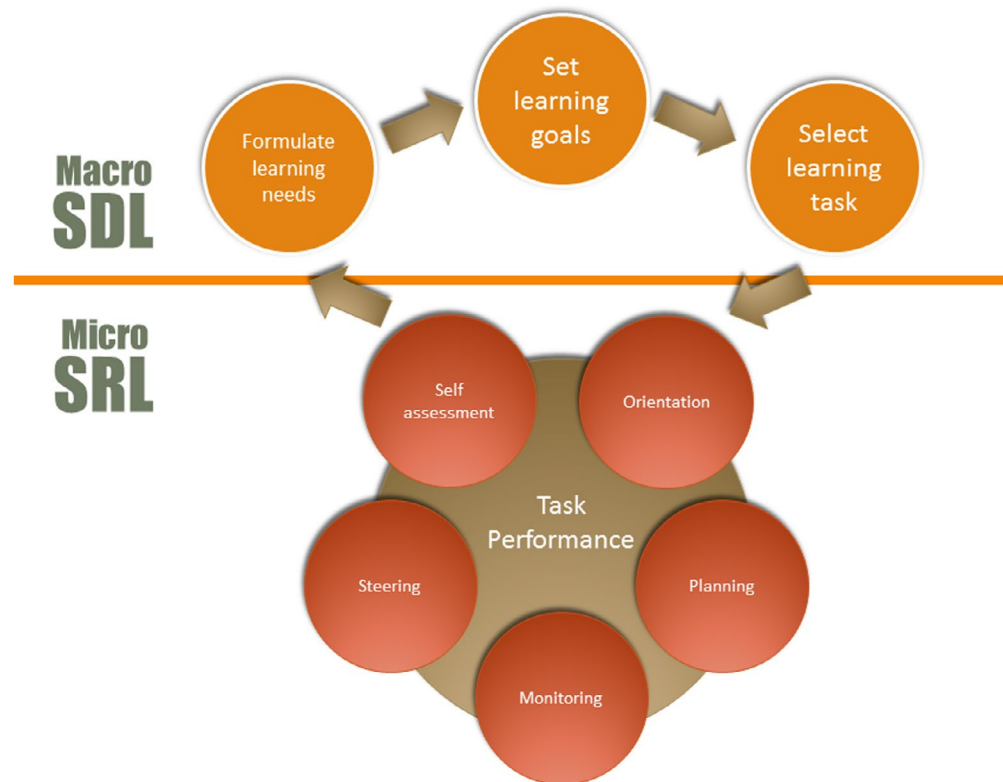 Macro
SDL
Formulate
learning
needs
Set
learning
goals
Select
learning
task
Micro
SRL
Self
assessment
Orientation
Task
Performance
Steering
Planning
Monitoring